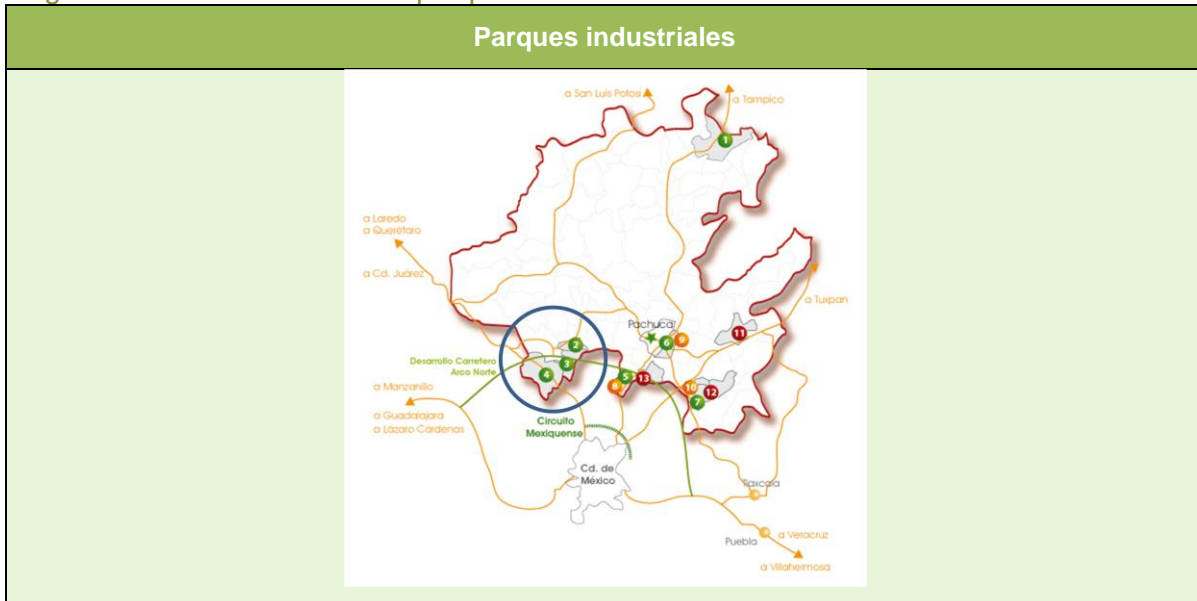 Parques industriales
a San Luis Potosí
a Tampico
1
a Laredo
a Querétaro
a Cd. Juárez
a Tuxpan
Pachuca
6
9
11
2
3
4
Desarrollo Carretero
Arco Norte
5
13
8
10
12
7
a Manzanillo
a Guadalajara
a Lázaro Cárdenas
Circuito
Mexiquense
Cd. de
México
Tlaxcala
Puebla
a Veracruz
a Villahermosa